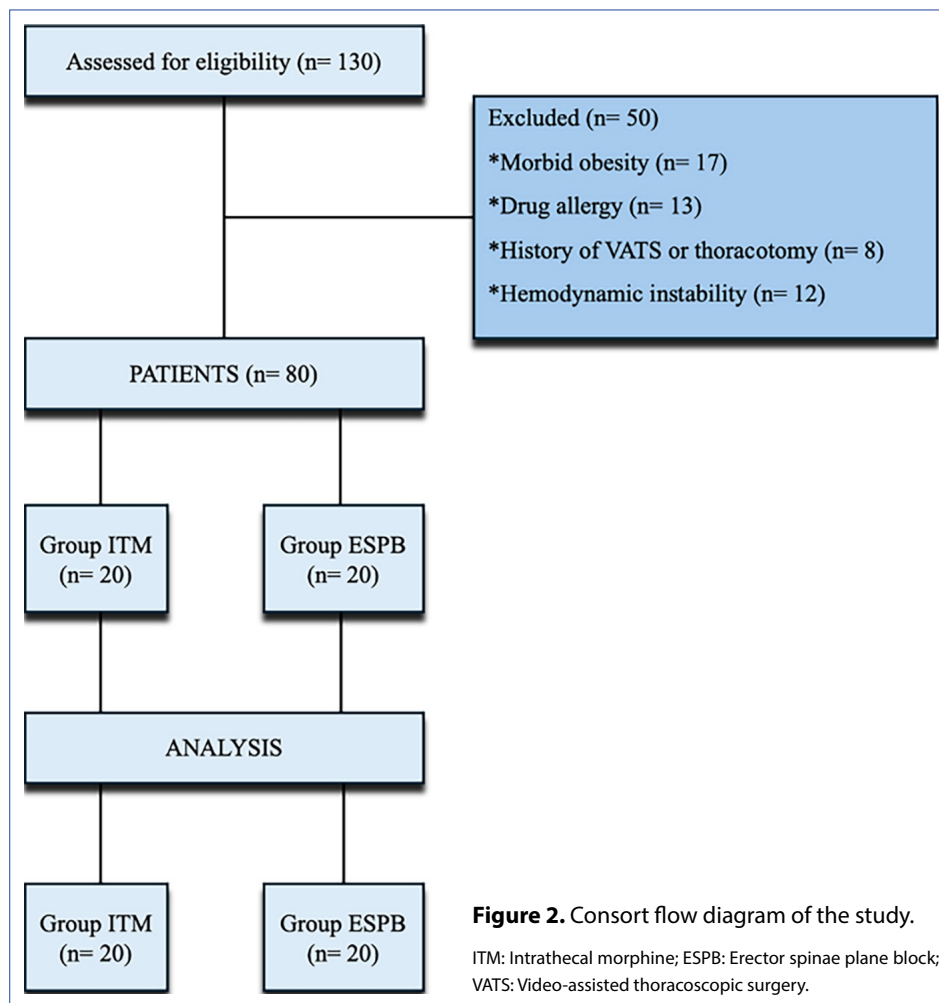 Assessed for eligibility (n= 130)
Excluded (n= 50)
*Morbid obesity (n= 17)
*Drug allergy (n= 13)
*History of VATS or thoracotomy (n= 8)
*Hemodynamic instability (n= 12)
PATIENTS (n= 80)
Group ITM
(n= 20)
Group ESPB
(n= 20)
ANALYSIS
Group ITM
(n= 20)
Group ESPB
(n= 20)
Figure 2. Consort flow diagram of the study.
ITM: Intrathecal morphine; ESPB: Erector spinae plane block;
VATS: Video-assisted thoracoscopic surgery.